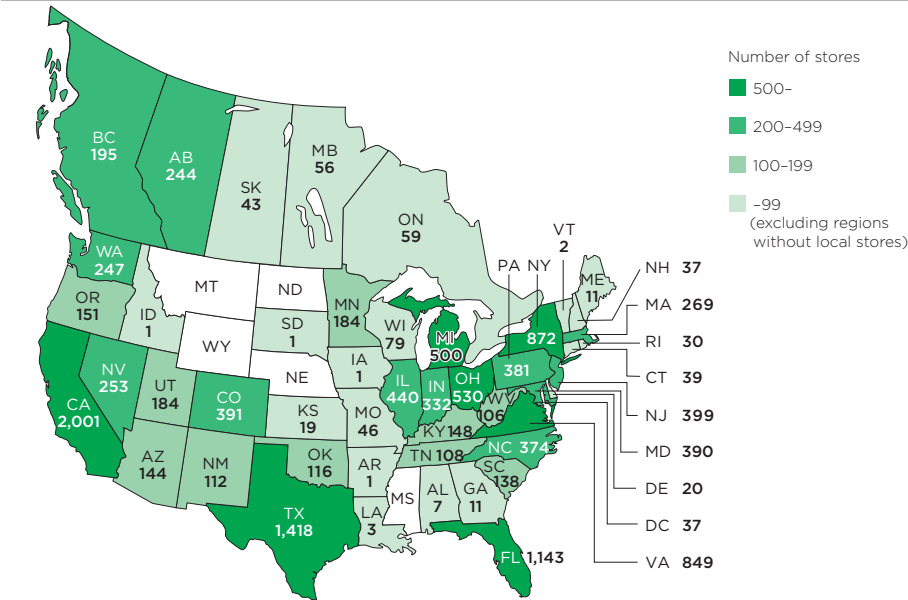 Number of stores
500–
200–499
100–199
–99
(excluding regions
without local stores)
BC
195
AB
244
SK
43
MB
56
ON
59
VT
2
PA NY
ME
11
NH 37
MA 269
RI 30
CT 39
NJ 399
MD 390
DE 20
DC 37
VA 849
WA
247
OR
151
ID
1
MT
ND
MN
184
WI
79
MI
500
872
381
SD
1
WY
NE
IA
1
IL
440
IN
332
OH
530
WV
106
NV
253
UT
184
CO
391
KS
19
MO
46
KY 148
CA
2,001
AZ
144
NM
112
OK
116
AR
1
TN 108
NC 374
SC
138
MS
AL
7
GA
11
LA
3
TX
1,418
FL 1,143